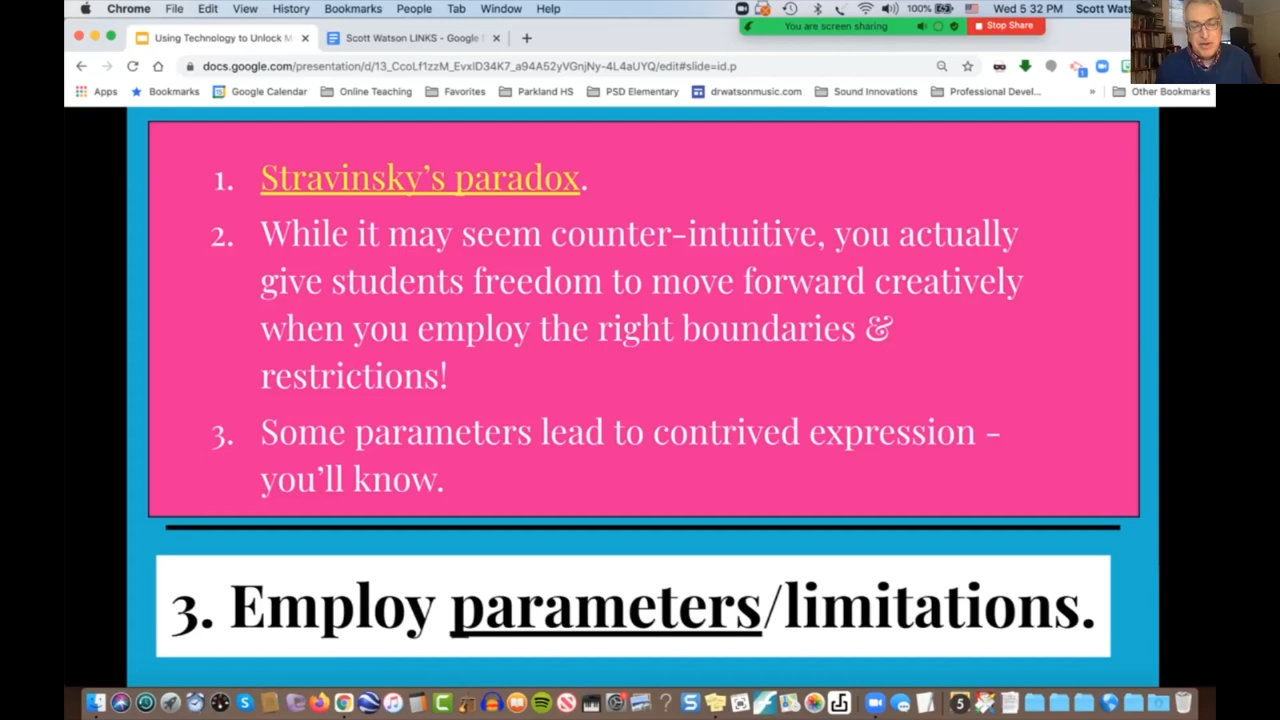 Chrome File Edit View History Bookmarks People Tab Window Help 100% Wed 5:32 PM Scott Wats
You are screen sharing Stop Share
Using Technology to Unlock M Scott Watson LINKS - Google
docs.google.com/presentation/d/13_CcoLf1zzM_EvxID34K7_a94A52yVGnjNy-4L4aUYQ/edit#slide=id.p
Apps Bookmarks Google Calendar Online Teaching Favorites Parkland HS PSD Elementary drwatsonmusic.com Sound Innovations Professional Devel... » Other Bookmarks
1. Stravinsky’s paradox.
2. While it may seem counter-intuitive, you actually
give students freedom to move forward creatively
when you employ the right boundaries &
restrictions!
3. Some parameters lead to contrived expression -
you’ll know.
3. Employ parameters/limitations.